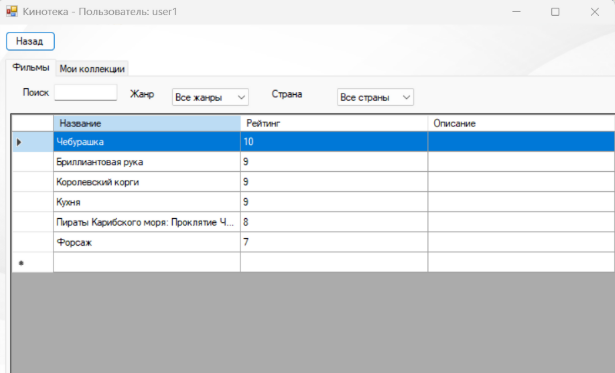 Кинотека - Пользователь: user1
Назад
Фильмы Мои коллекции
Поиск Жанр Все жанры Страна Все страны
Название Рейтинг Описание
Чебурашка 10
Бриллиантовая рука 9
Королевский корги 9
Кухня 9
Пираты Карибского моря: Проклятие Ч... 8
Форсаж 7